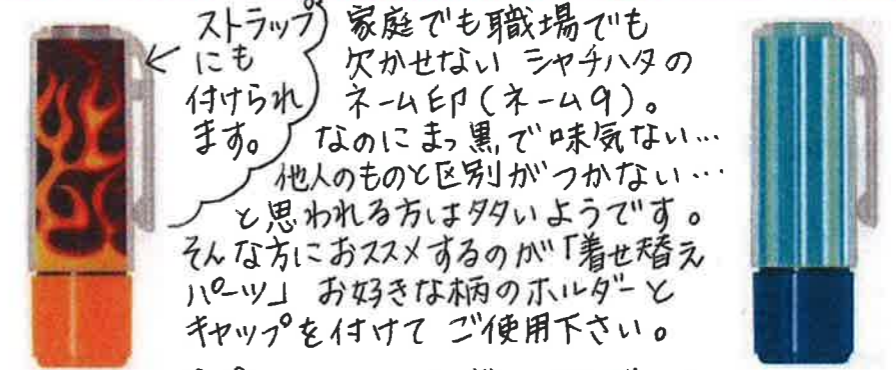 ストラップ
にも
付けられ
ます。
家庭でも職場でも
欠かせない シャチハタの
ネーム印(ネーム9)。
なのにまっ黒で味気ない…
他人のものと区別がつかない…
と思われる方は多いようです。
そんな方におススメするのが「着せ替え
パーツ」 お好きな柄のホルダーと
キャップを付けて ご使用下さい。